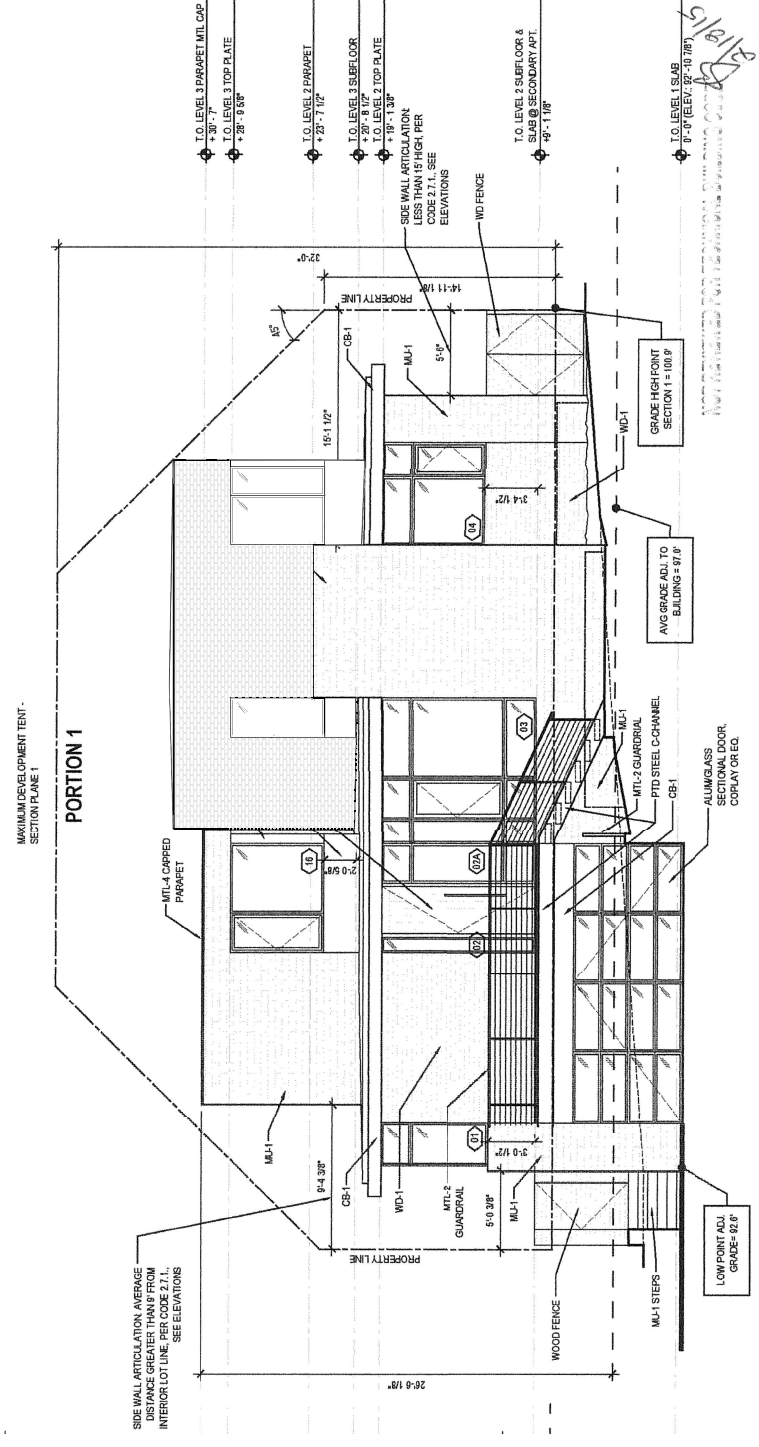 MAXIMUM DEVELOPMENT TENT -
SECTION PLANE 1
PORTION 1
SIDE WALL ARTICULATION: AVERAGE
DISTANCE GREATER THAN 9' FROM
INTERIOR LOT LINE, PER CODE 2.7.1.,
SEE ELEVATIONS
MTL-4 CAPPED
PARAPET
MU-1
9'-4 3/8"
CB-1
WD-1
MTL-2
GUARDRAIL
5'-0 3/8"
MU-1
PROPERTY LINE
WOOD FENCE
MU-1 STEPS
26'-6 1/8"
LOW POINT ADJ.
GRADE= 92.6'
01
3'-0 1/2"
02
02A
03
16
2'-0 5/8"
04
3'-4 1/2"
MU-1
MTL-2 GUARDRIAL
PTD STEEL C-CHANNEL
CB-1
ALUM/GLASS
SECTIONAL DOOR,
COPLAY OR EQ.
AVG GRADE ADJ. TO
BUILDING = 97.0'
GRADE HIGH POINT
SECTION 1 = 100.9'
WD-1
45°
15'-1 1/2"
CB-1
MU-1
5'-6"
PROPERTY LINE
32'-0"
14'-11 1/8"
SIDE WALL ARTICULATION:
LESS THAN 15' HIGH, PER
CODE 2.7.1., SEE
ELEVATIONS
WD FENCE
T.O. LEVEL 3 PARAPET MTL CAP
+ 30'- 7"
T.O. LEVEL 3 TOP PLATE
+ 28'- 9 5/8"
T.O. LEVEL 2 PARAPET
+ 23'- 7 1/2"
T.O. LEVEL 3 SUBFLOOR
+ 20'- 8 1/2"
T.O. LEVEL 2 TOP PLATE
+ 19'- 1 3/8"
T.O. LEVEL 2 SUBFLOOR &
SLAB @ SECONDARY APT.
+9'- 1 1/8"
T.O. LEVEL 1 SLAB
0'- 0" (ELEV.: 92'-10 7/8")
2/18/15